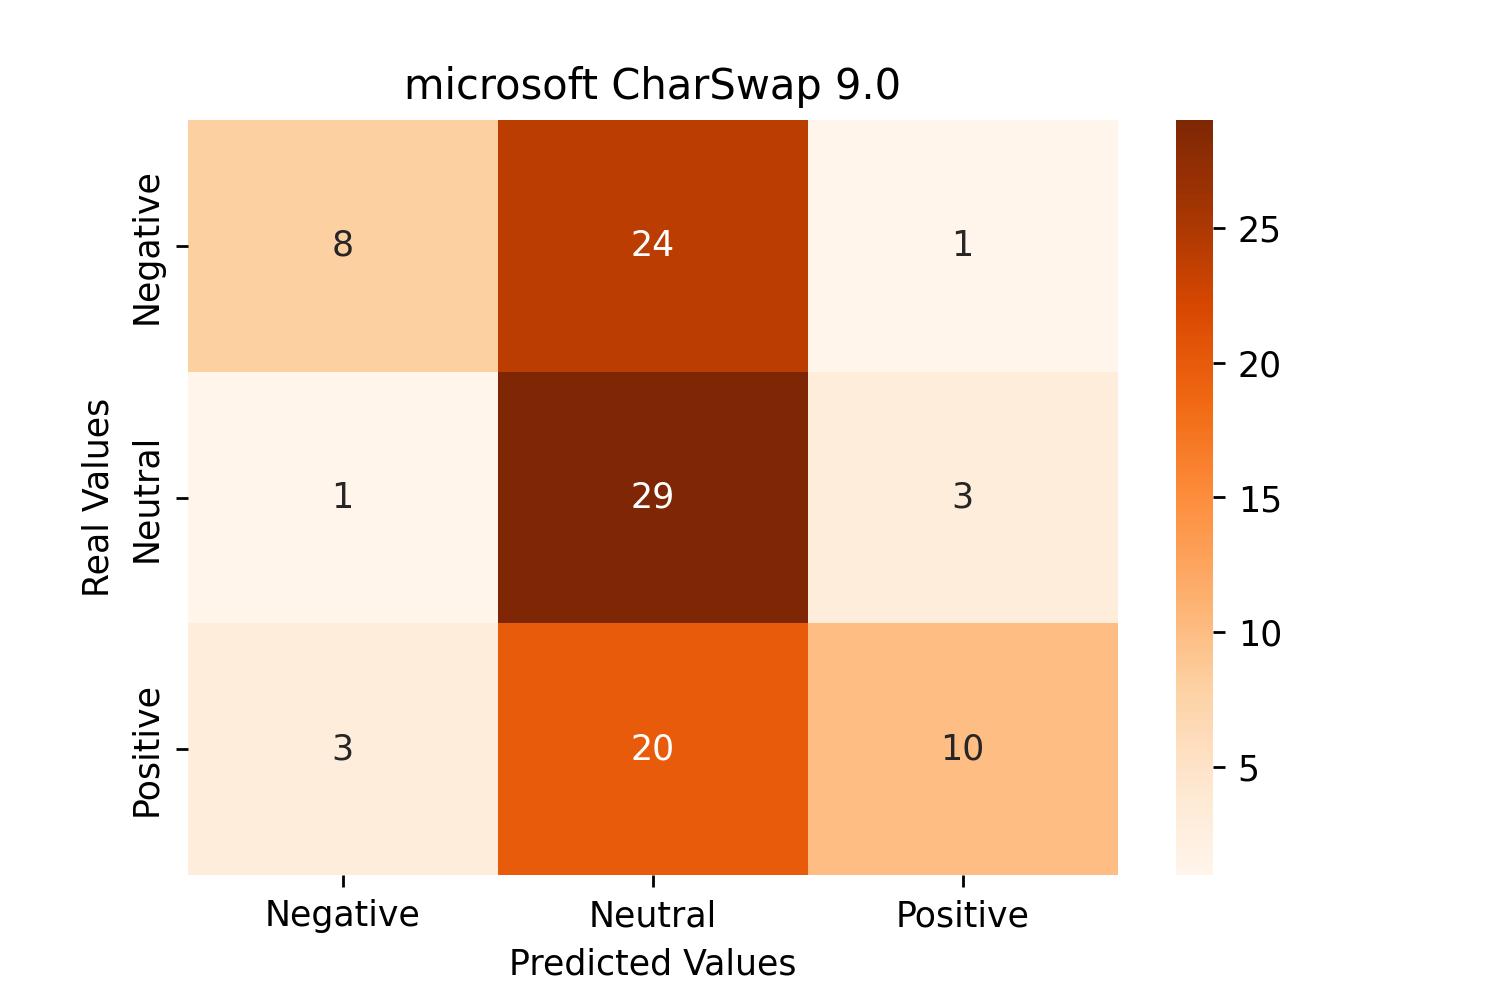 microsoft CharSwap 9.0
Real Values
Negative
8 24 1
Neutral
1 29 3
Positive
3 20 10
Negative Neutral Positive
Predicted Values
25
20
15
10
5